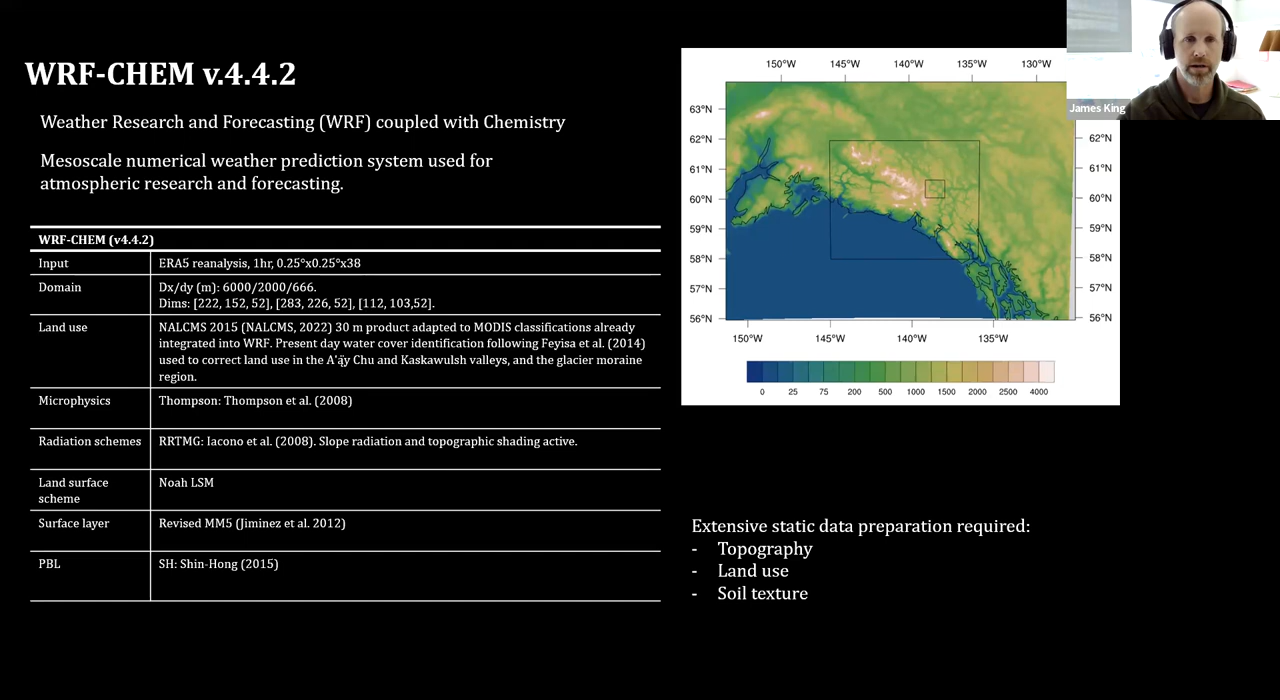 WRF-CHEM v.4.4.2
Weather Research and Forecasting (WRF) coupled with Chemistry
Mesoscale numerical weather prediction system used for
atmospheric research and forecasting.
WRF-CHEM (v4.4.2)
Input
ERA5 reanalysis, 1hr, 0.25°x0.25°x38
Domain
Dx/dy (m): 6000/2000/666.
Dims: [222, 152, 52], [283, 226, 52], [112, 103,52].
Land use
NALCMS 2015 (NALCMS, 2022) 30 m product adapted to MODIS classifications already
integrated into WRF. Present day water cover identification following Feyisa et al. (2014)
used to correct land use in the A'ą̈y Chu and Kaskawulsh valleys, and the glacier moraine
region.
Microphysics
Thompson: Thompson et al. (2008)
Radiation schemes
RRTMG: Iacono et al. (2008). Slope radiation and topographic shading active.
Land surface
scheme
Noah LSM
Surface layer
Revised MM5 (Jiminez et al. 2012)
PBL
SH: Shin-Hong (2015)
150°W 145°W 140°W 135°W 130°W
63°N
62°N 62°N
61°N 61°N
60°N 60°N
59°N 59°N
58°N 58°N
57°N 57°N
56°N 56°N
150°W 145°W 140°W 135°W
0 25 75 200 500 1000 1500 2000 2500 4000
Extensive static data preparation required:
- Topography
- Land use
- Soil texture
James King